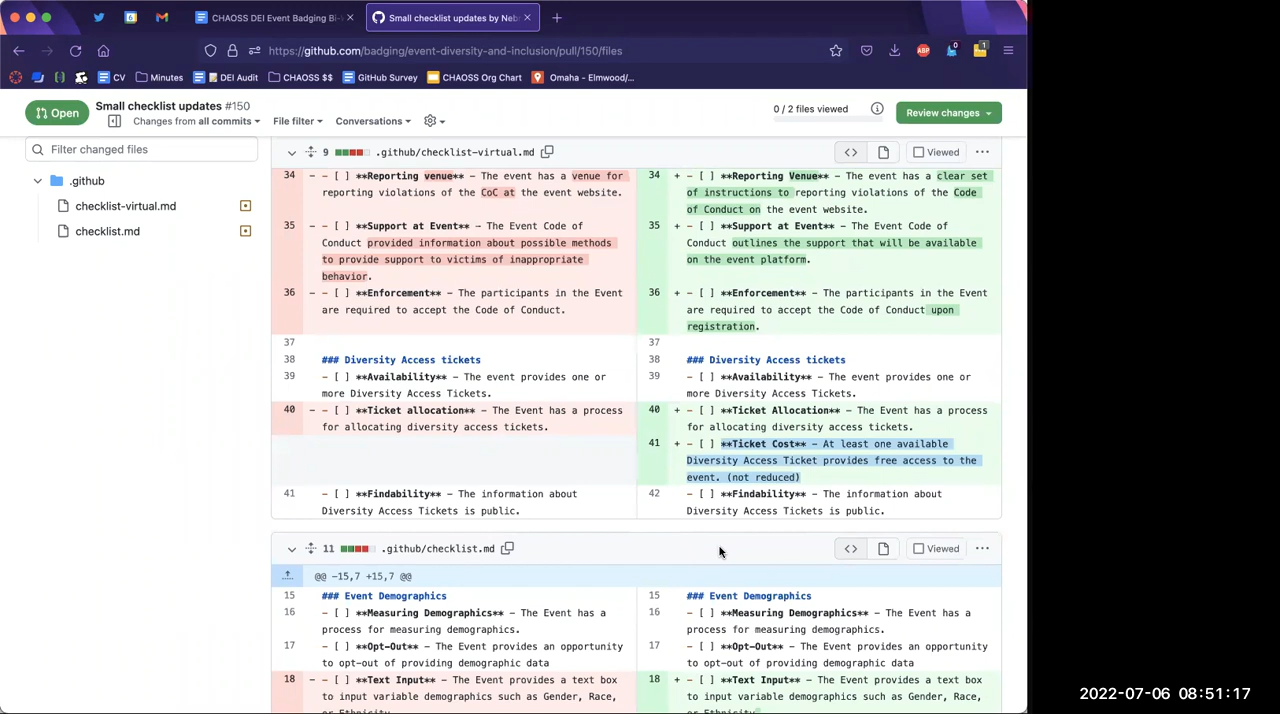 CHAOSS DEI Event Badging Bi-
Small checklist updates by Neb
https://github.com/badging/event-diversity-and-inclusion/pull/150/files
CV
Minutes
DEI Audit
CHAOSS $$
GitHub Survey
CHAOSS Org Chart
Omaha - Elmwood/...
Open
Small checklist updates #150
Changes from all commits
File filter
Conversations
0 / 2 files viewed
Review changes
Filter changed files
.github
checklist-virtual.md
checklist.md
9 .github/checklist-virtual.md
Viewed
34 - - [ ] **Reporting venue** - The event has a venue for
reporting violations of the CoC at the event website.
35 - - [ ] **Support at Event** - The Event Code of
Conduct provided information about possible methods
to provide support to victims of inappropriate
behavior.
36 - - [ ] **Enforcement** - The participants in the Event
are required to accept the Code of Conduct.
37
38 ### Diversity Access tickets
39 - [ ] **Availability** - The event provides one or
more Diversity Access Tickets.
40 - - [ ] **Ticket allocation** - The Event has a process
for allocating diversity access tickets.
41 - [ ] **Findability** - The information about
Diversity Access Tickets is public.
34 + - [ ] **Reporting Venue** - The event has a clear set
of instructions to reporting violations of the Code
of Conduct on the event website.
35 + - [ ] **Support at Event** - The Event Code of
Conduct outlines the support that will be available
on the event platform.
36 + - [ ] **Enforcement** - The participants in the Event
are required to accept the Code of Conduct upon
registration.
37
38 ### Diversity Access tickets
39 - [ ] **Availability** - The event provides one or
more Diversity Access Tickets.
40 + - [ ] **Ticket Allocation** - The Event has a process
for allocating diversity access tickets.
41 + - [ ] **Ticket Cost** - At least one available
Diversity Access Ticket provides free access to the
event. (not reduced)
42 - [ ] **Findability** - The information about
Diversity Access Tickets is public.
11 .github/checklist.md
Viewed
@@ -15,7 +15,7 @@
15 ### Event Demographics
16 - [ ] **Measuring Demographics** - The Event has a
process for measuring demographics.
17 - [ ] **Opt-Out** - The Event provides an opportunity
to opt-out of providing demographic data
18 - - [ ] **Text Input** - The Event provides a text box
to input variable demographics such as Gender, Race,
or Ethnicity
15 ### Event Demographics
16 - [ ] **Measuring Demographics** - The Event has a
process for measuring demographics.
17 - [ ] **Opt-Out** - The Event provides an opportunity
to opt-out of providing demographic data
18 + - [ ] **Text Input** - The Event provides a text box
to input variable demographics such as Gender, Race,
or Ethnicity.
2022-07-06 08:51:17